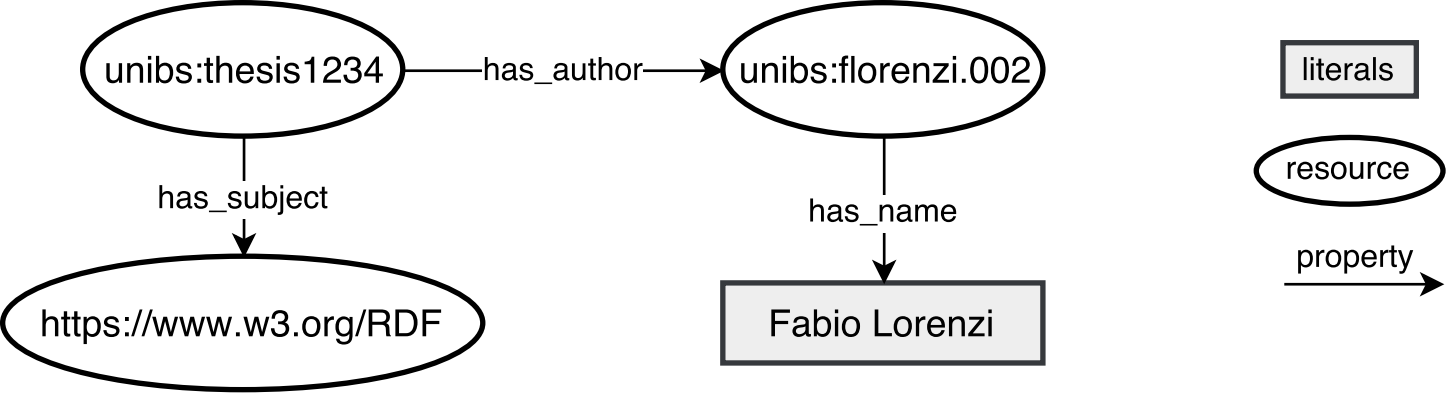 unibs:thesis1234
has_author
unibs:florenzi.002
has_subject
has_name
https://www.w3.org/RDF
Fabio Lorenzi
literals
resource
property